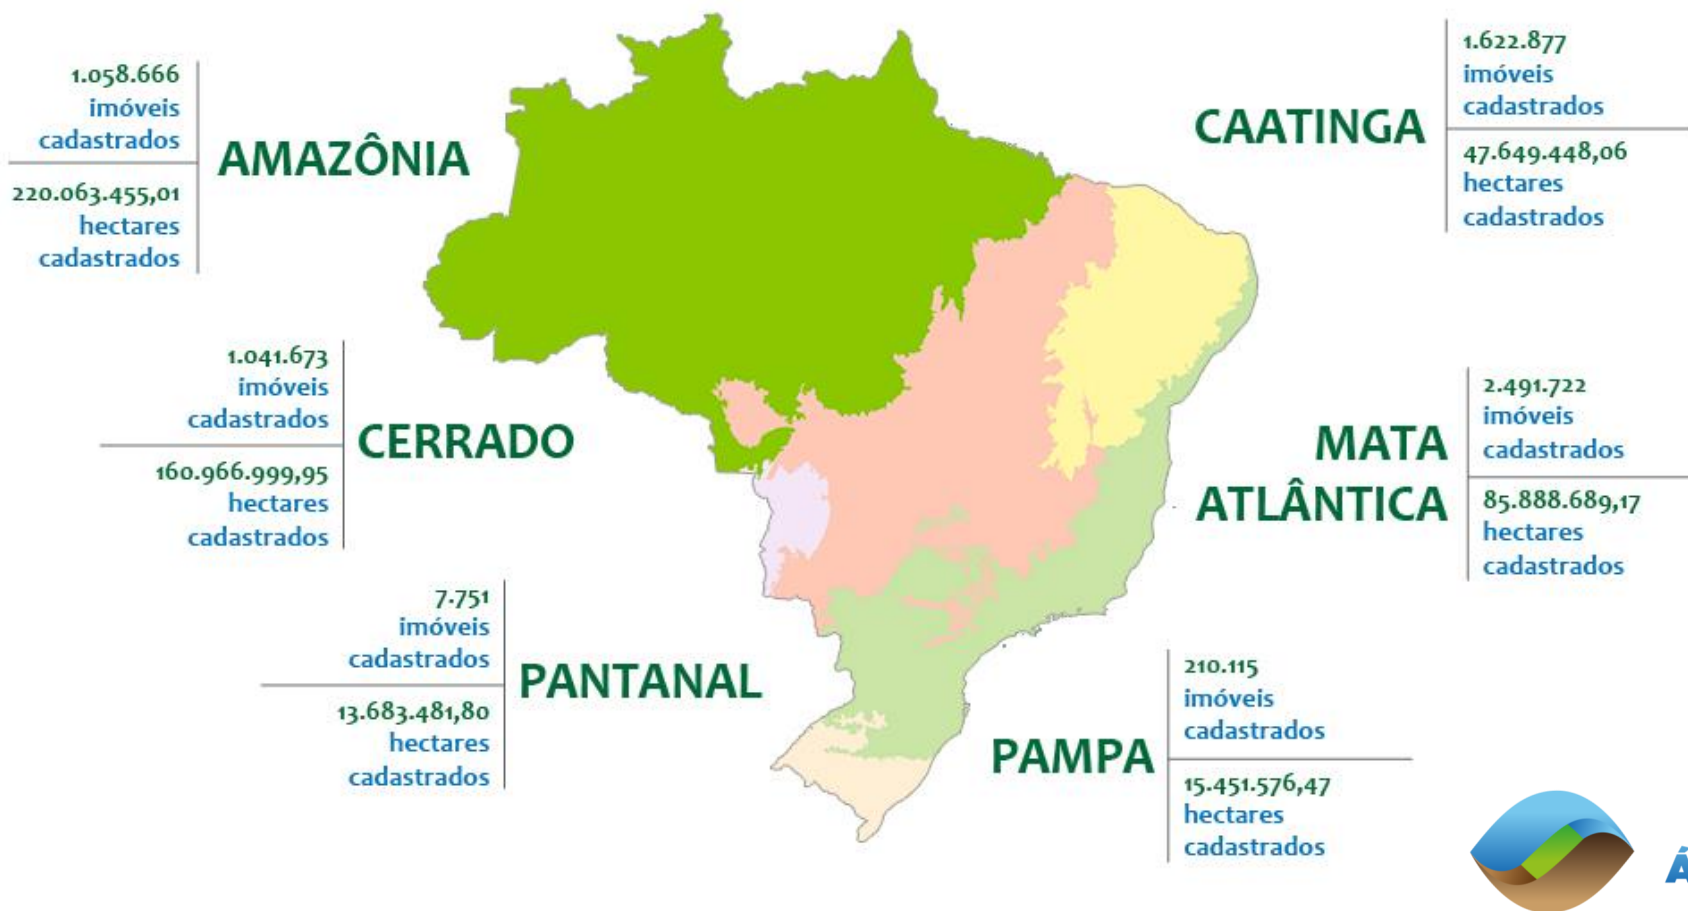 1.058.666
imóveis
cadastrados
AMAZÔNIA
220.063.455,01
hectares
cadastrados
1.622.877
imóveis
cadastrados
CAATINGA
47.649.448,06
hectares
cadastrados
1.041.673
imóveis
cadastrados
CERRADO
160.966.999,95
hectares
cadastrados
2.491.722
imóveis
cadastrados
MATA
ATLÂNTICA
85.888.689,17
hectares
cadastrados
7.751
imóveis
cadastrados
PANTANAL
13.683.481,80
hectares
cadastrados
210.115
imóveis
cadastrados
PAMPA
15.451.576,47
hectares
cadastrados
Á